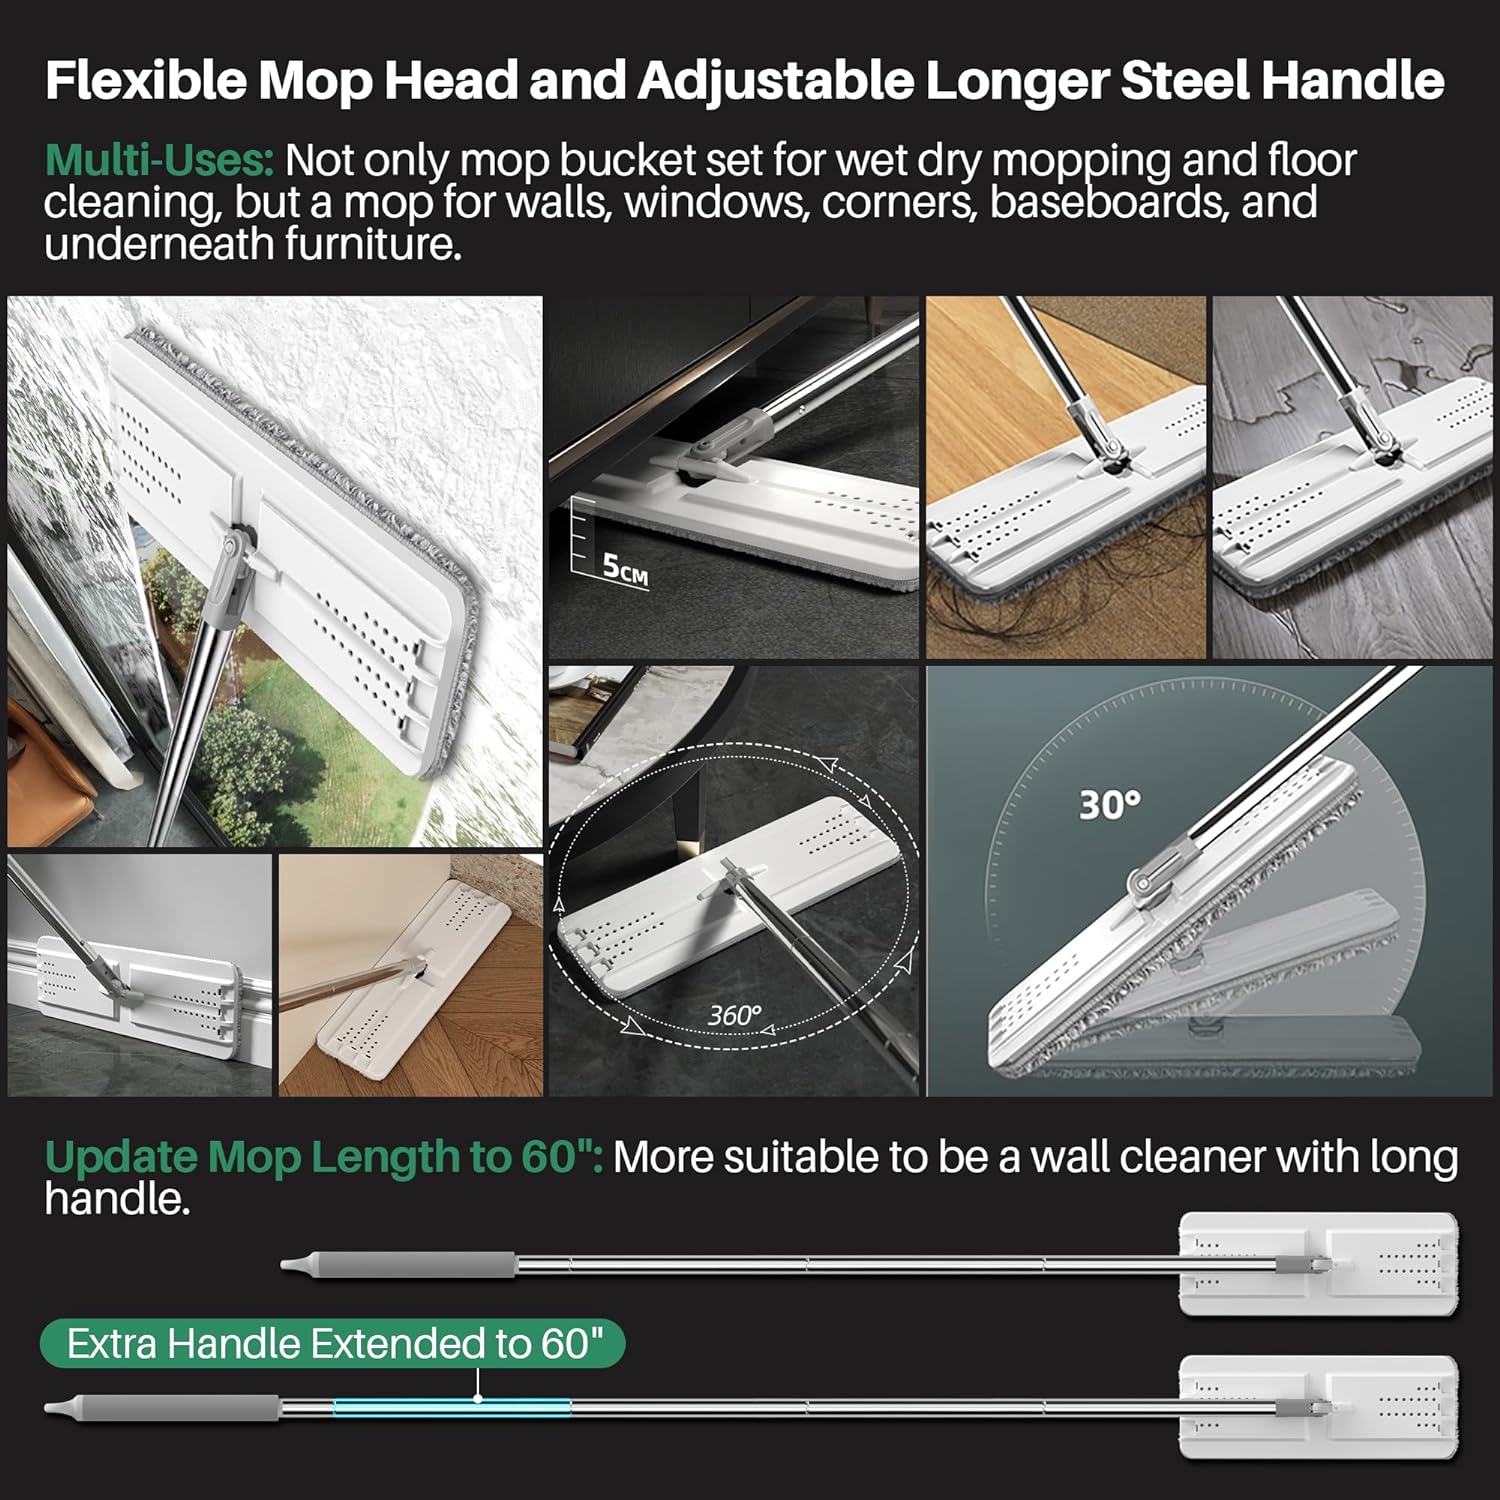 Flexible Mop Head and Adjustable Longer Steel Handle
Multi-Uses: Not only mop bucket set for wet dry mopping and floor
cleaning, but a mop for walls, windows, corners, baseboards, and
underneath furniture.
5CM
30°
360°
Update Mop Length to 60": More suitable to be a wall cleaner with long
handle.
Extra Handle Extended to 60"